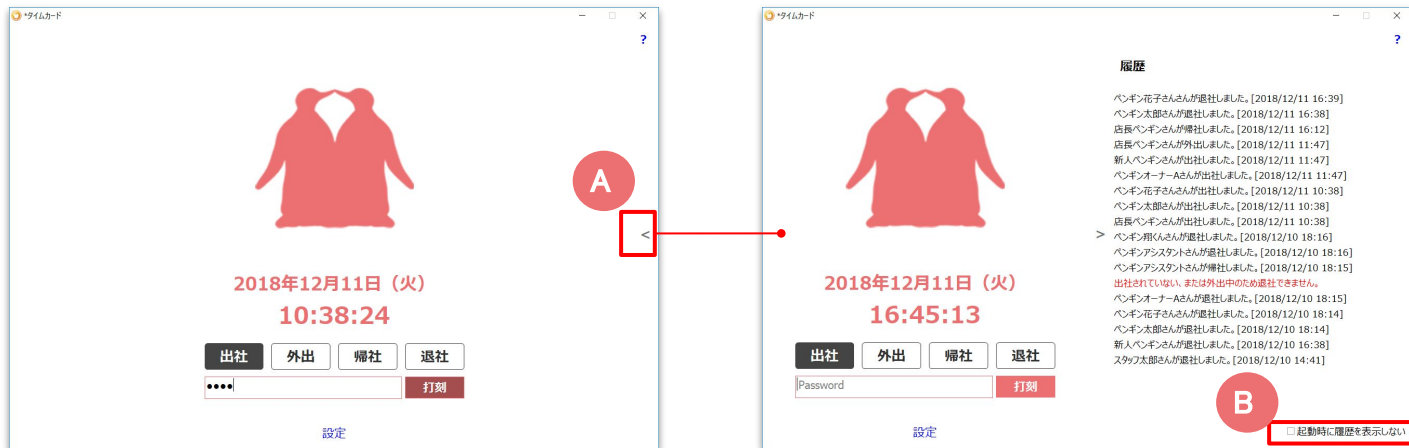 *タイムカード
?
A
<
2018年12月11日（火）
10:38:24
出社 外出 帰社 退社
••••
打刻
設定
*タイムカード
?
履歴
ペンギン花子さんさんが退社しました。[2018/12/11 16:39]
ペンギン太郎さんが退社しました。[2018/12/11 16:38]
店長ペンギンさんが帰社しました。[2018/12/11 16:12]
店長ペンギンさんが外出しました。[2018/12/11 11:47]
新人ペンギンさんが出社しました。[2018/12/11 11:47]
ペンギンオーナーAさんが出社しました。[2018/12/11 11:47]
ペンギン花子さんさんが出社しました。[2018/12/11 10:38]
ペンギン太郎さんが出社しました。[2018/12/11 10:38]
店長ペンギンさんが出社しました。[2018/12/11 10:38]
> ペンギン翔くんさんが退社しました。[2018/12/10 18:16]
ペンギンアシスタントさんが退社しました。[2018/12/10 18:16]
ペンギンアシスタントさんが帰社しました。[2018/12/10 18:15]
出社されていない、または外出中のため退社できません。
ペンギンオーナーAさんが退社しました。[2018/12/10 18:15]
ペンギン花子さんさんが退社しました。[2018/12/10 18:14]
ペンギン太郎さんが退社しました。[2018/12/10 18:14]
新人ペンギンさんが退社しました。[2018/12/10 16:38]
スタッフ太郎さんが退社しました。[2018/12/10 14:41]
2018年12月11日（火）
16:45:13
出社 外出 帰社 退社
Password
打刻
設定
B
起動時に履歴を表示しない